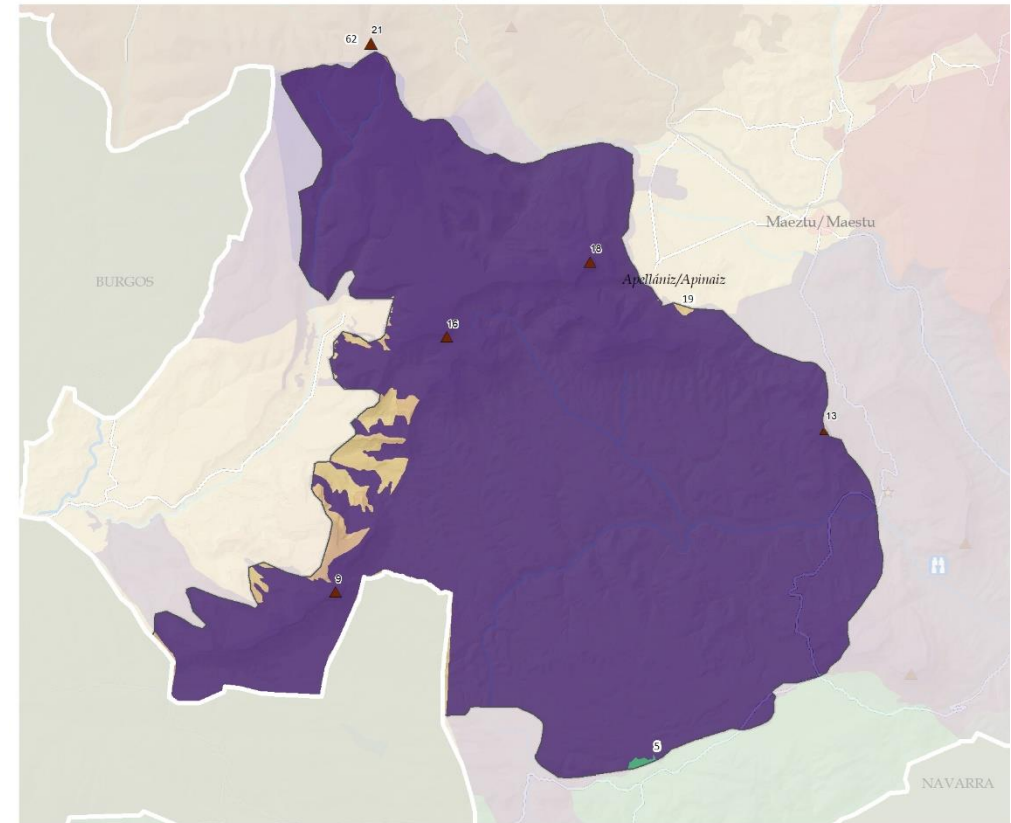 21
62
Maeztu/Maestu
18
BURGOS
Apellániz/Apinaiz
19
16
13
9
5
NAVARRA